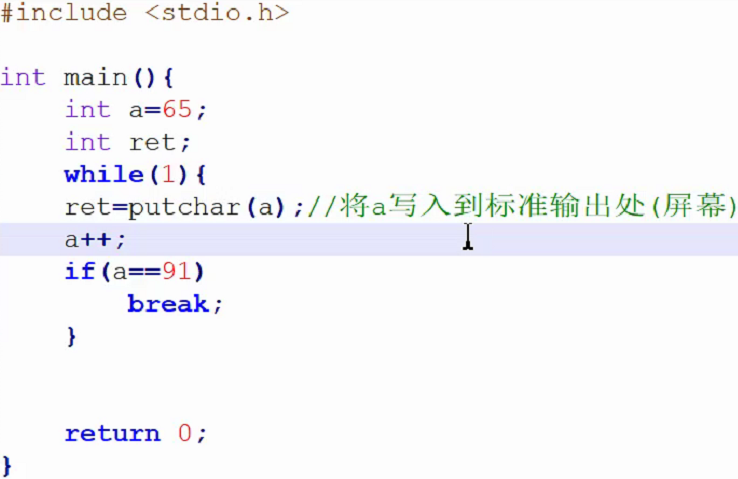 #include <stdio.h>
int main(){
int a=65;
int ret;
while(1){
ret=putchar(a);//将a写入到标准输出处(屏幕)
a++;
if(a==91)
break;
}
return 0;
}